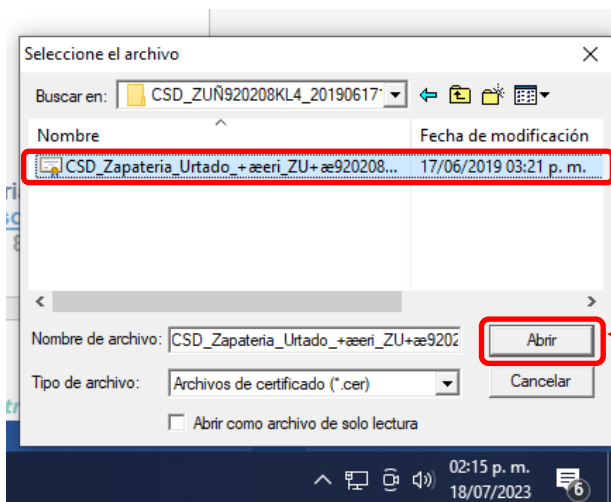 Seleccione el archivo
Buscar en: CSD_ZUÑ920208KL4_20190617
Nombre Fecha de modificación
CSD_Zapateria_Urtado_+æeri_ZU+æ920208... 17/06/2019 03:21 p. m.
Nombre de archivo: CSD_Zapateria_Urtado_+æeri_ZU+æ9202 Abrir
Tipo de archivo: Archivos de certificado (*.cer) Cancelar
Abrir como archivo de solo lectura
02:15 p. m.
18/07/2023 6